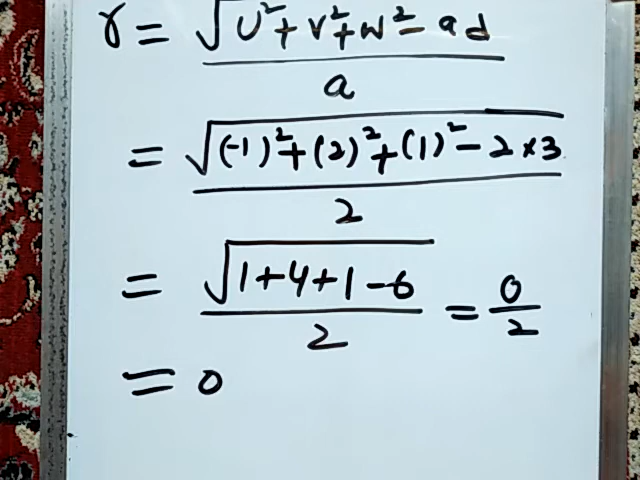 r = √(U²+V²+W²-ad) / a
= √((-1)²+(2)²+(1)²-2×3) / 2
= √(1+4+1-6) / 2 = 0/2
= 0